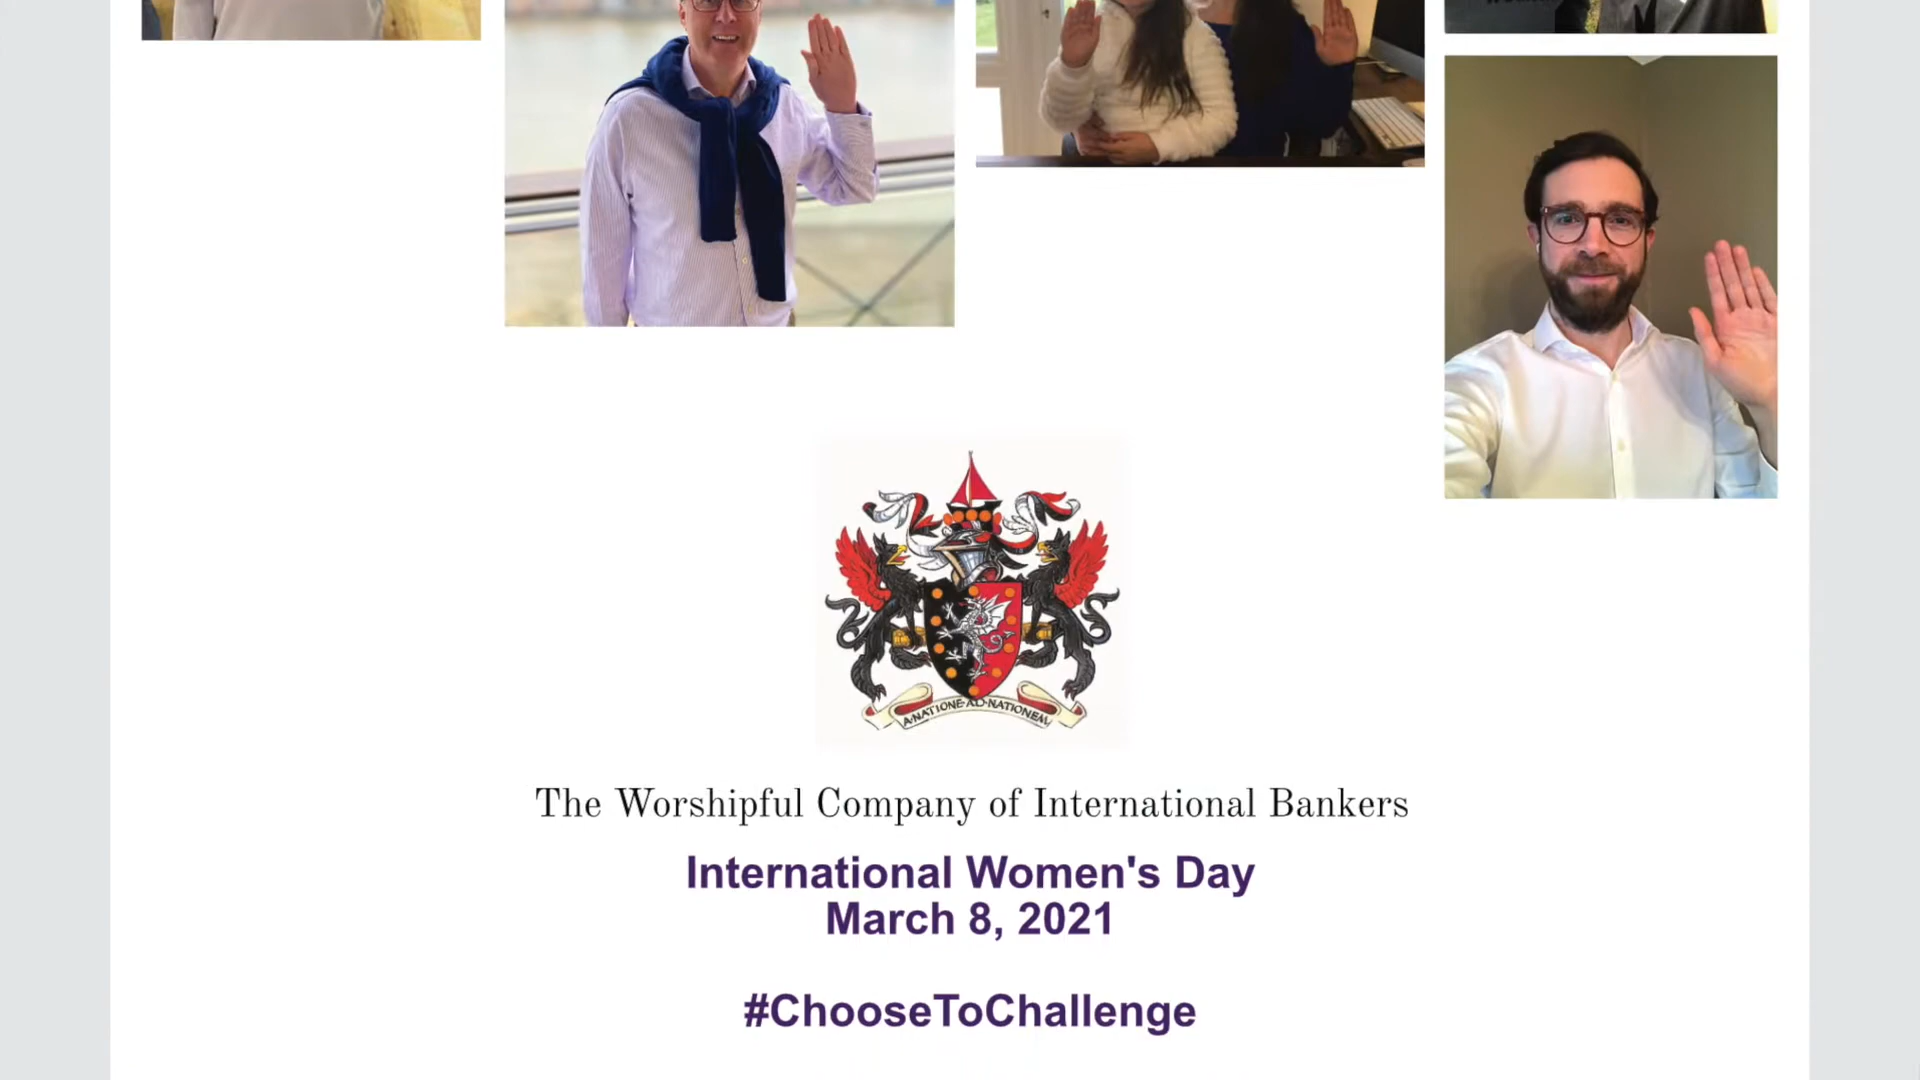 A·NATIONE·AD·NATIONEM
The Worshipful Company of International Bankers
International Women's Day
March 8, 2021
#ChooseToChallenge